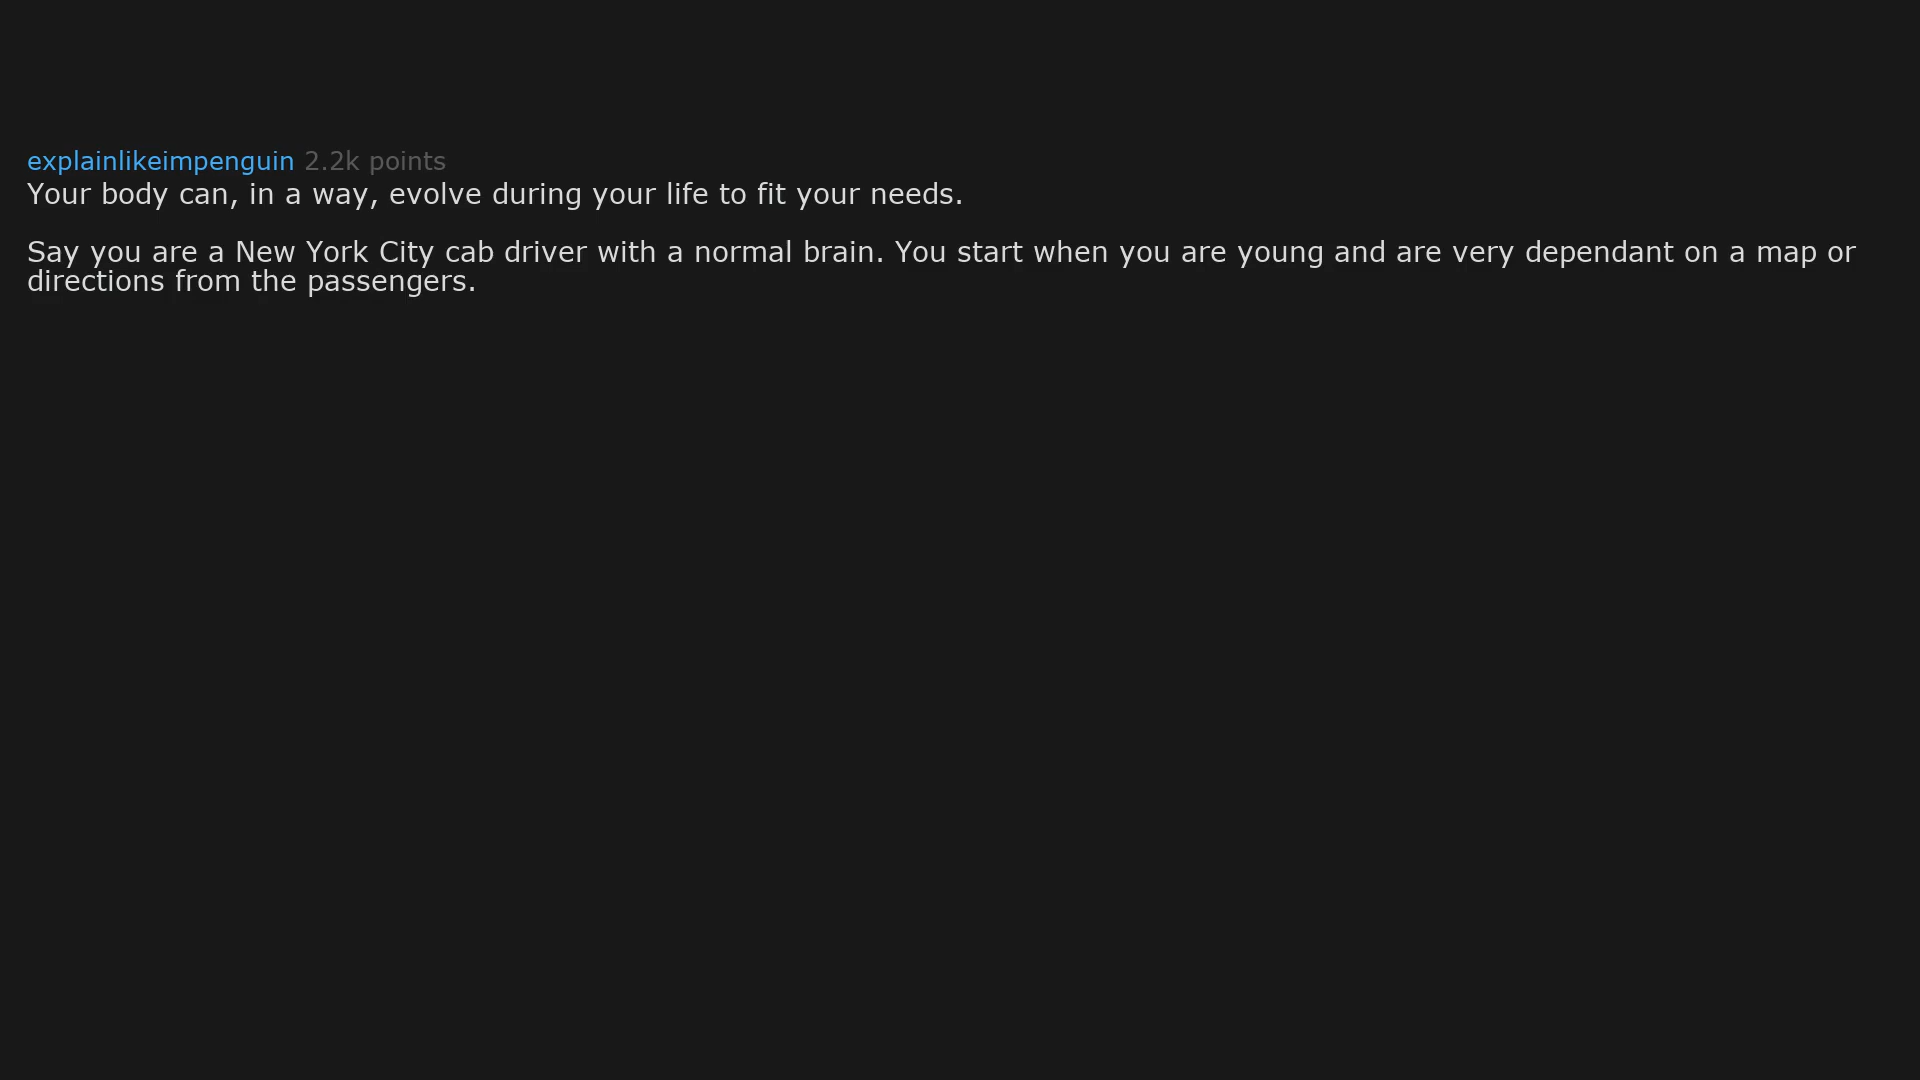 explainlikeimpenguin 2.2k points
Your body can, in a way, evolve during your life to fit your needs.
Say you are a New York City cab driver with a normal brain. You start when you are young and are very dependant on a map or
directions from the passengers.